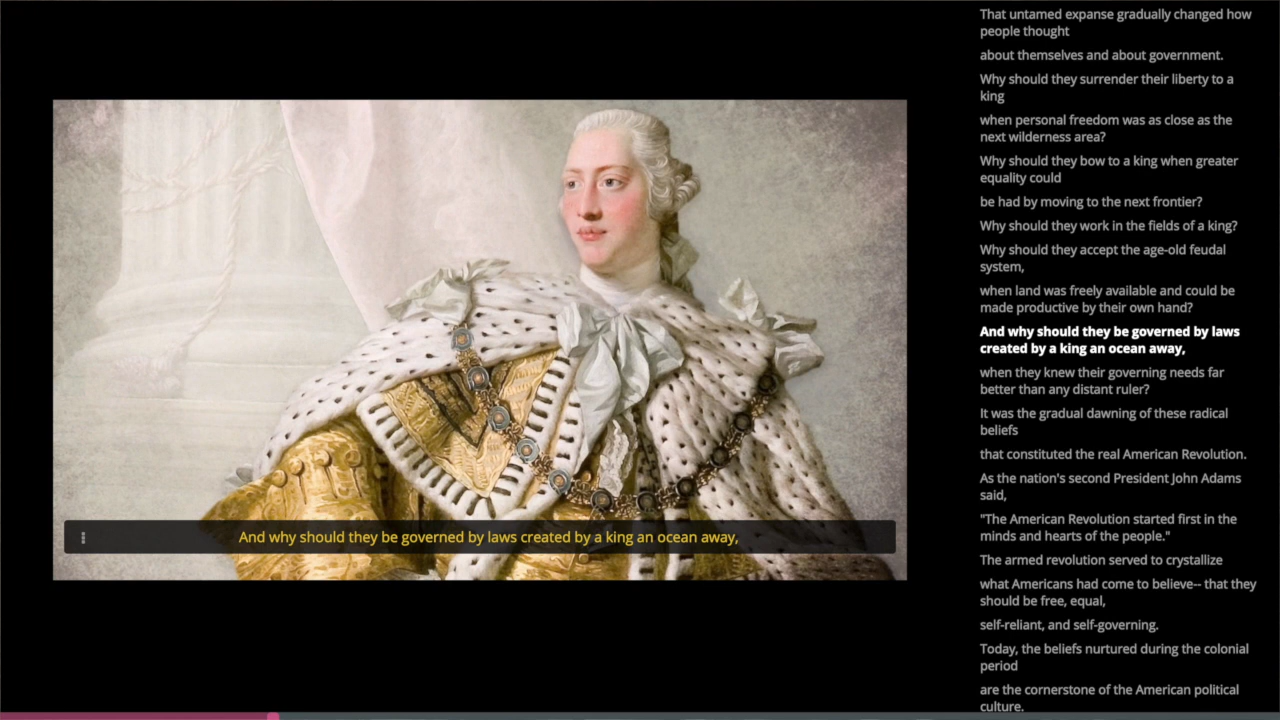 That untamed expanse gradually changed how
people thought
about themselves and about government.
Why should they surrender their liberty to a
king
when personal freedom was as close as the
next wilderness area?
Why should they bow to a king when greater
equality could
be had by moving to the next frontier?
Why should they work in the fields of a king?
Why should they accept the age-old feudal
system,
when land was freely available and could be
made productive by their own hand?
And why should they be governed by laws
created by a king an ocean away,
when they knew their governing needs far
better than any distant ruler?
It was the gradual dawning of these radical
beliefs
that constituted the real American Revolution.
As the nation's second President John Adams
said,
"The American Revolution started first in the
minds and hearts of the people."
The armed revolution served to crystallize
what Americans had come to believe-- that they
should be free, equal,
self-reliant, and self-governing.
Today, the beliefs nurtured during the colonial
period
are the cornerstone of the American political
culture.
And why should they be governed by laws created by a king an ocean away,